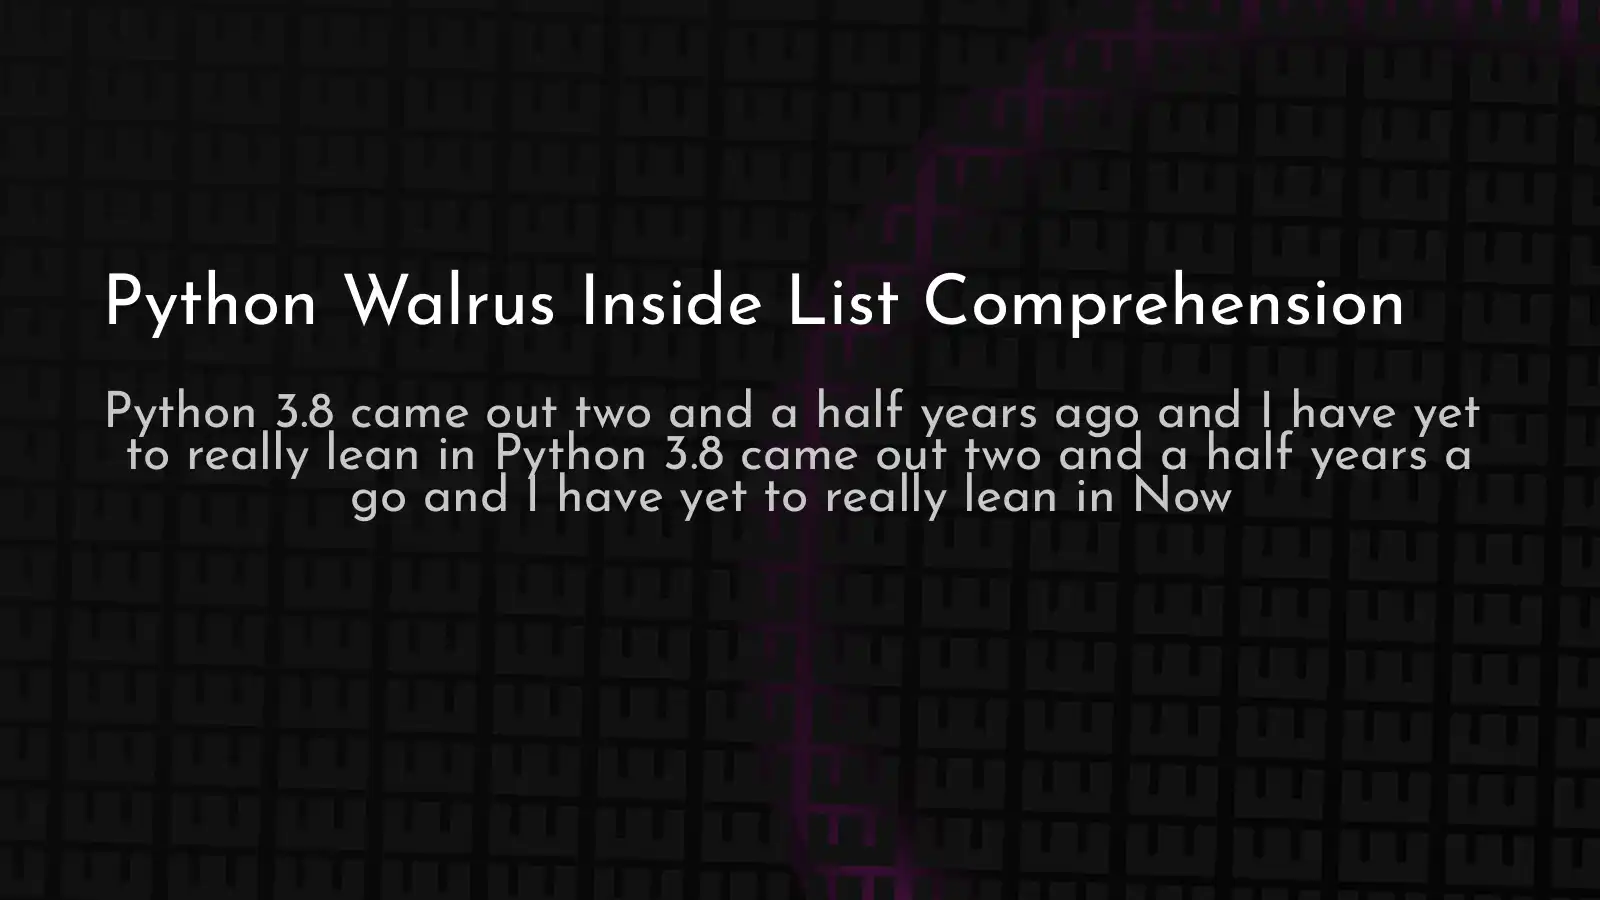 Python Walrus Inside List Comprehension
Python 3.8 came out two and a half years ago and I have yet
to really lean in Python 3.8 came out two and a half years a
go and I have yet to really lean in Now